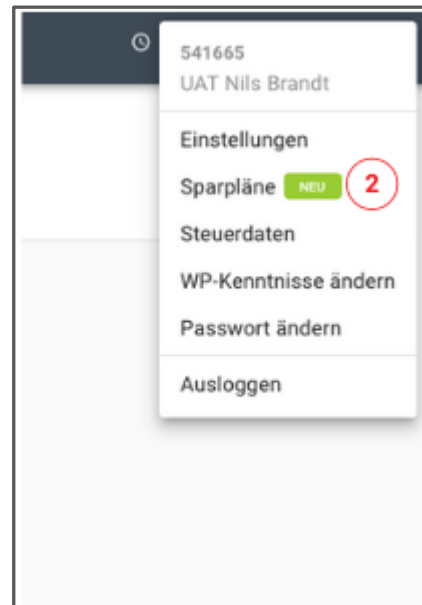 541665
UAT Nils Brandt
Einstellungen
Sparpläne NEU 2
Steuerdaten
WP-Kenntnisse ändern
Passwort ändern
Ausloggen